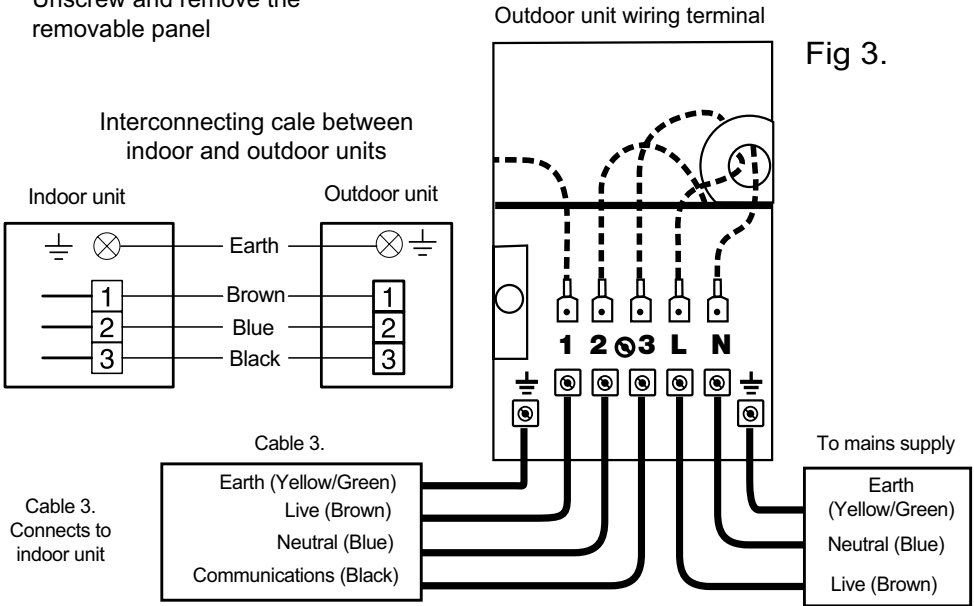 Unscrew and remove the
removable panel
Outdoor unit wiring terminal
Fig 3.
Interconnecting cale between
indoor and outdoor units
Indoor unit
Outdoor unit
Earth
1 Brown 1
2 Blue 2
3 Black 3
1 2 3 L N
Cable 3.
Connects to
indoor unit
Cable 3.
Earth (Yellow/Green)
Live (Brown)
Neutral (Blue)
Communications (Black)
To mains supply
Earth
(Yellow/Green)
Neutral (Blue)
Live (Brown)